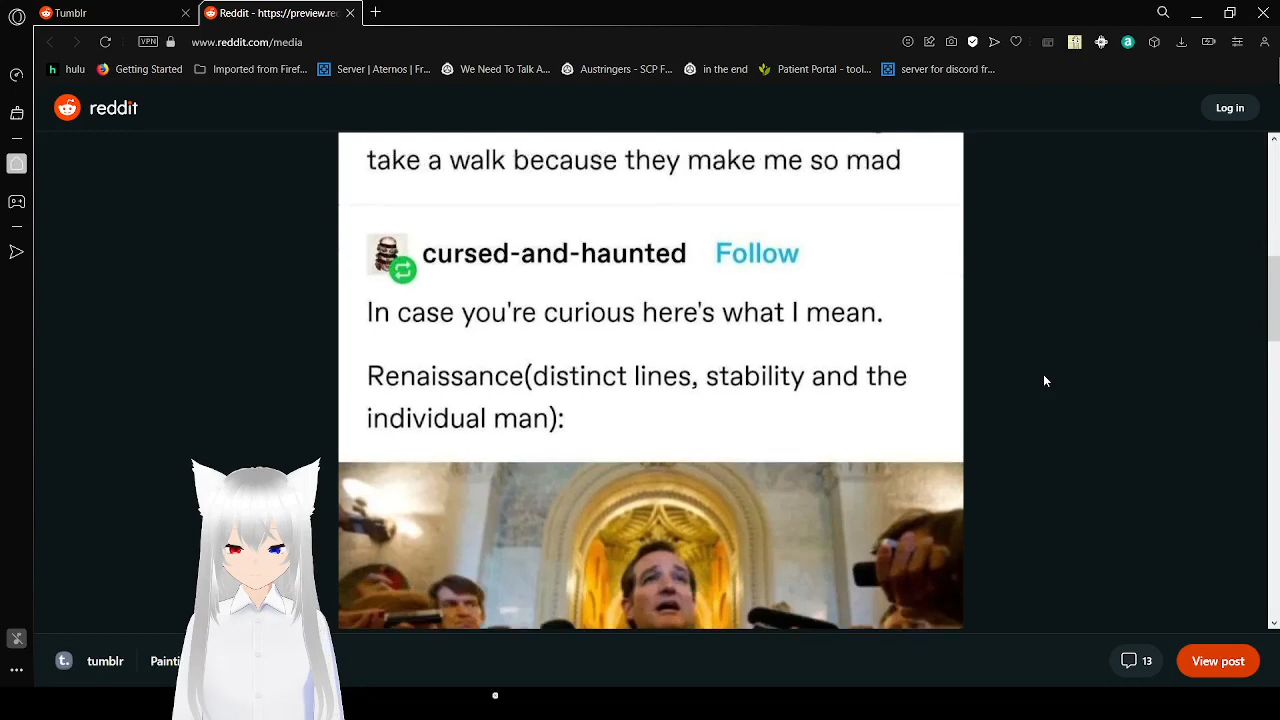 Tumblr
Reddit - https://preview.rec
VPN
www.reddit.com/media
hulu
Getting Started
Imported from Firef...
Server | Aternos | Fr...
We Need To Talk A...
Austringers - SCP F...
in the end
Patient Portal - tool...
server for discord fr...
reddit
Log in
take a walk because they make me so mad
cursed-and-haunted Follow
In case you're curious here's what I mean.
Renaissance(distinct lines, stability and the
individual man):
tumblr
Painti
13
View post